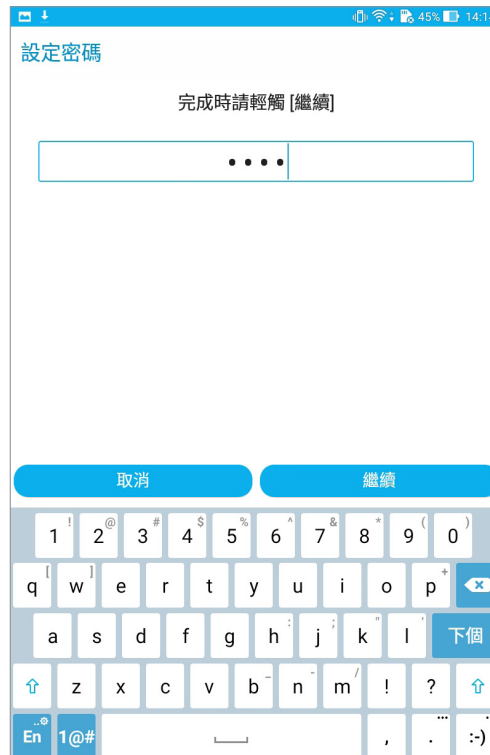 45% 14:1
設定密碼
完成時請輕觸 [繼續]
••••
取消 繼續
1 ! 2 @ 3 # 4 $ 5 % 6 ^ 7 & 8 * 9 ( 0 )
q [ w ] e r t y u i o p +
a s d f g h : j ; k " l ' 下個
z x c v b _ n - m / ! ?
En 1@# , . ... :-)